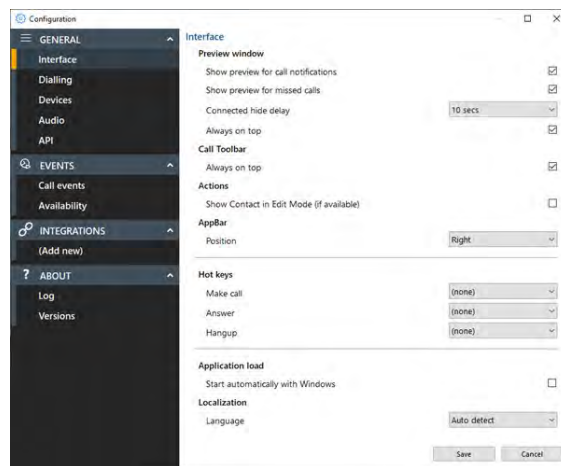 Configuration
GENERAL
Interface
Dialling
Devices
Audio
API
EVENTS
Call events
Availability
INTEGRATIONS
(Add new)
? ABOUT
Log
Versions
Interface
Preview window
Show preview for call notifications
Show preview for missed calls
Connected hide delay 10 secs
Always on top
Call Toolbar
Always on top
Actions
Show Contact in Edit Mode (if available)
AppBar
Position Right
Hot keys
Make call (none)
Answer (none)
Hangup (none)
Application load
Start automatically with Windows
Localization
Language Auto detect
Save Cancel